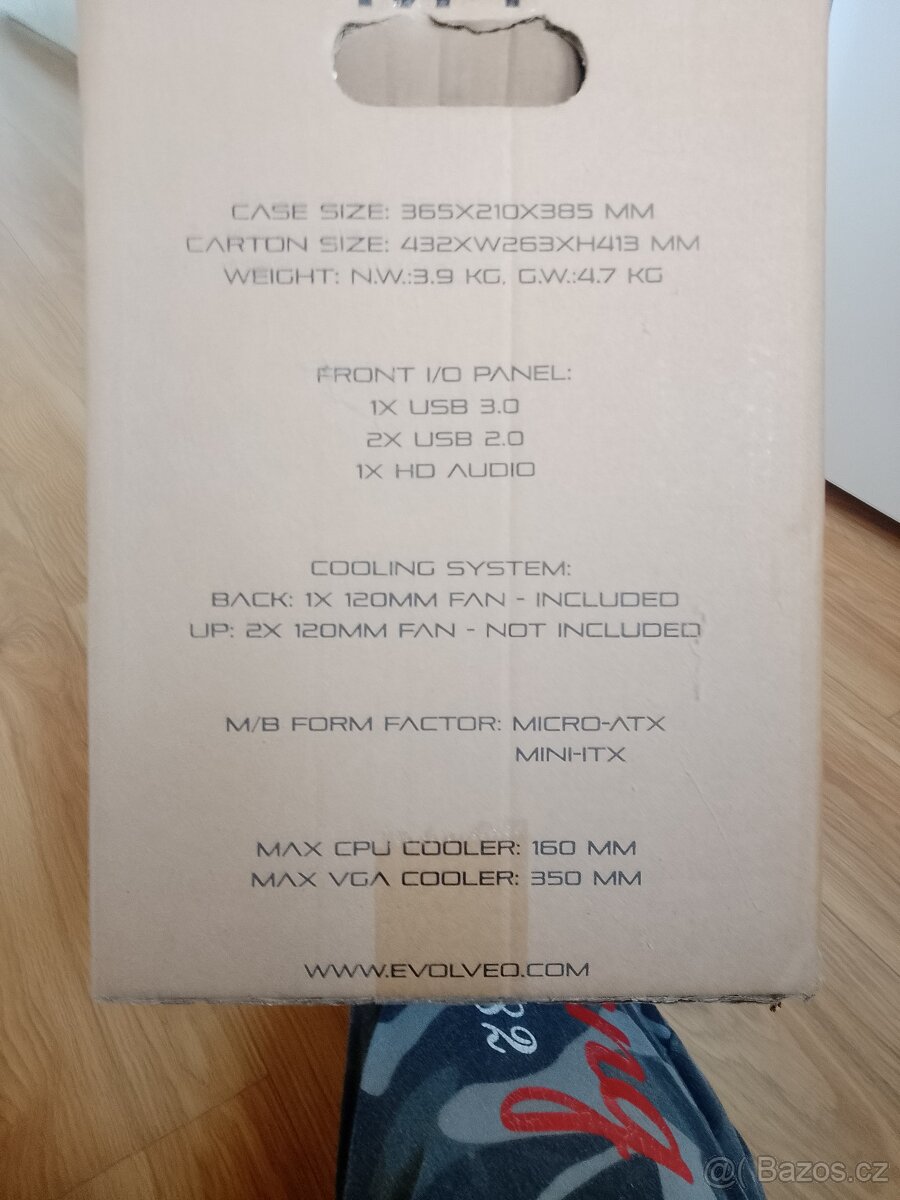 CASE SIZE: 365X210X385 MM
CARTON SIZE: 432XW263XH413 MM
WEIGHT: N.W.:3.9 KG, G.W.:4.7 KG
FRONT I/O PANEL:
1X USB 3.0
2X USB 2.0
1X HD AUDIO
COOLING SYSTEM:
BACK: 1X 120MM FAN - INCLUDED
UP: 2X 120MM FAN - NOT INCLUDED
M/B FORM FACTOR: MICRO-ATX
MINI-ITX
MAX CPU COOLER: 160 MM
MAX VGA COOLER: 350 MM
WWW.EVOLVEO.COM
32
ng
@( Bazos.cz